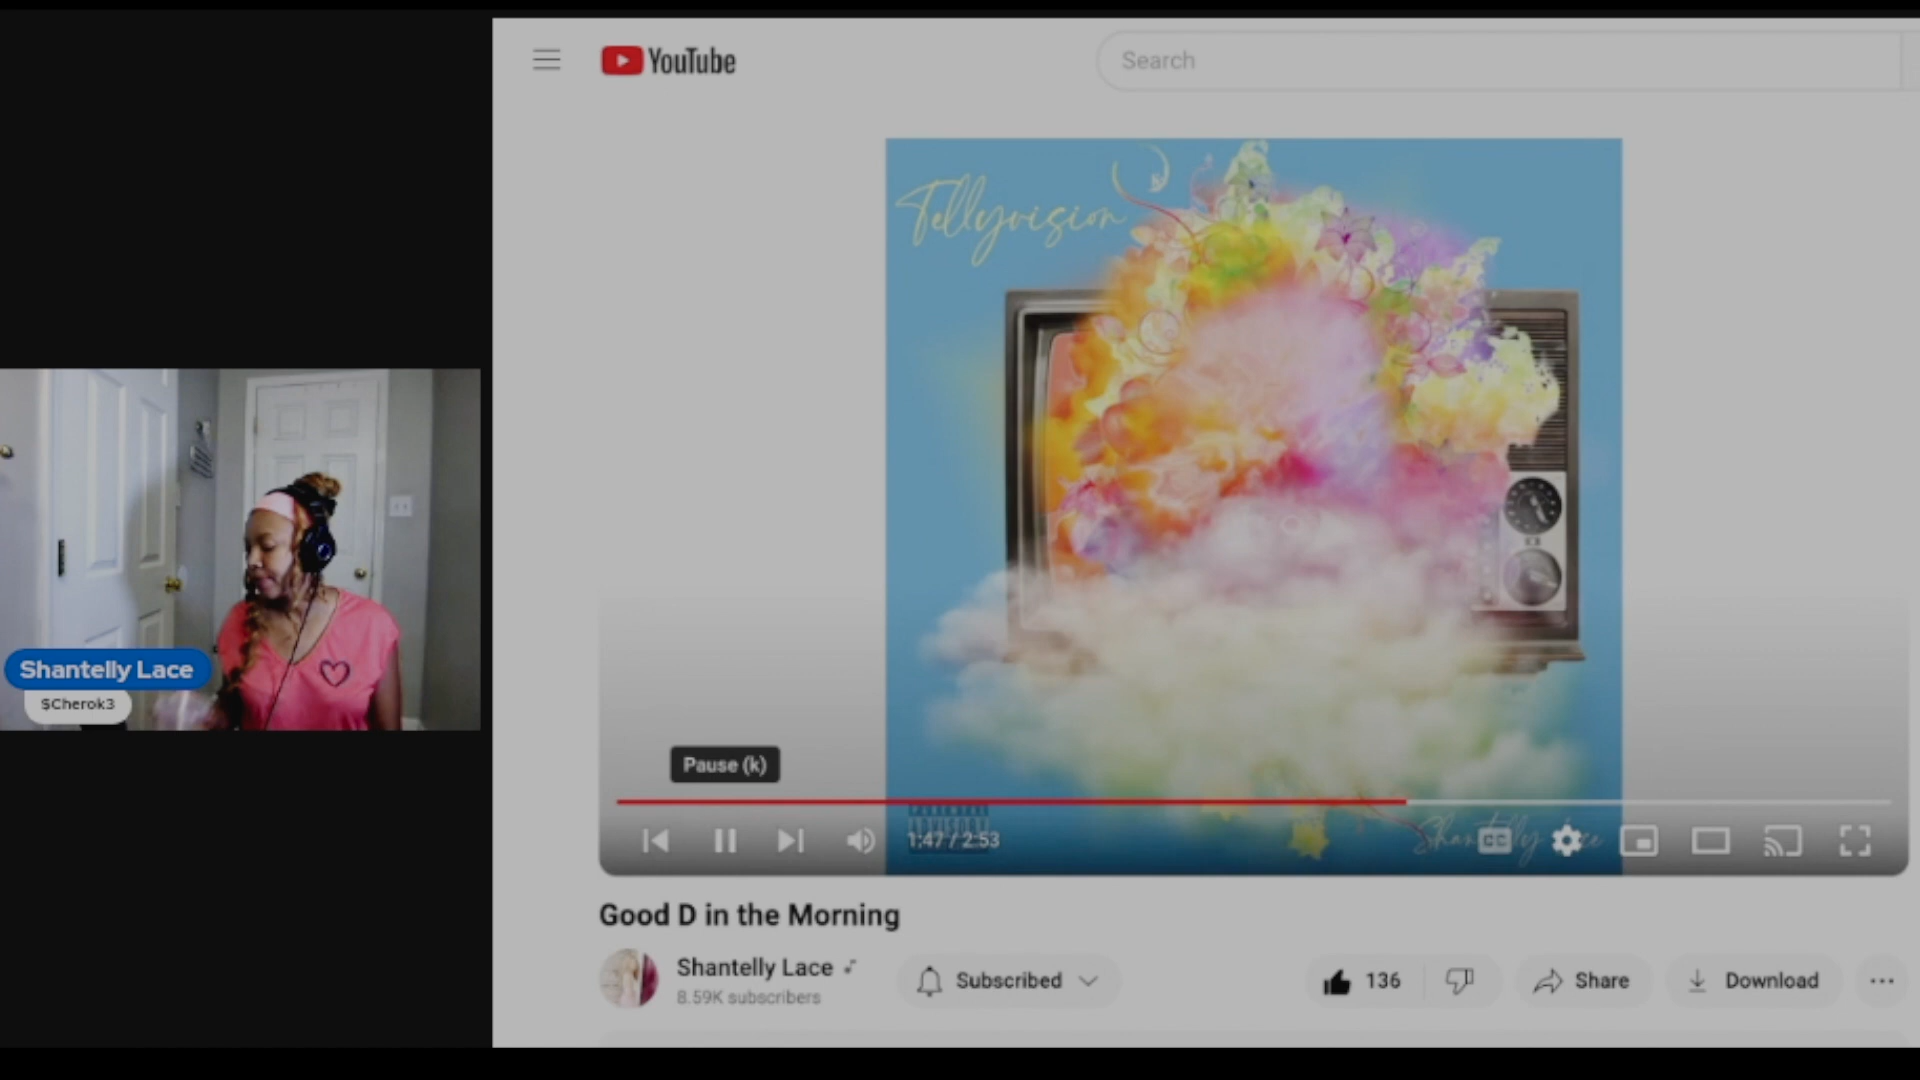 YouTube
Search
Tellyvision
Shantelly Lace
$Cherok3
Pause (k)
1:47 / 2:53
Good D in the Morning
Shantelly Lace
8.59K subscribers
Subscribed
136
Share
Download